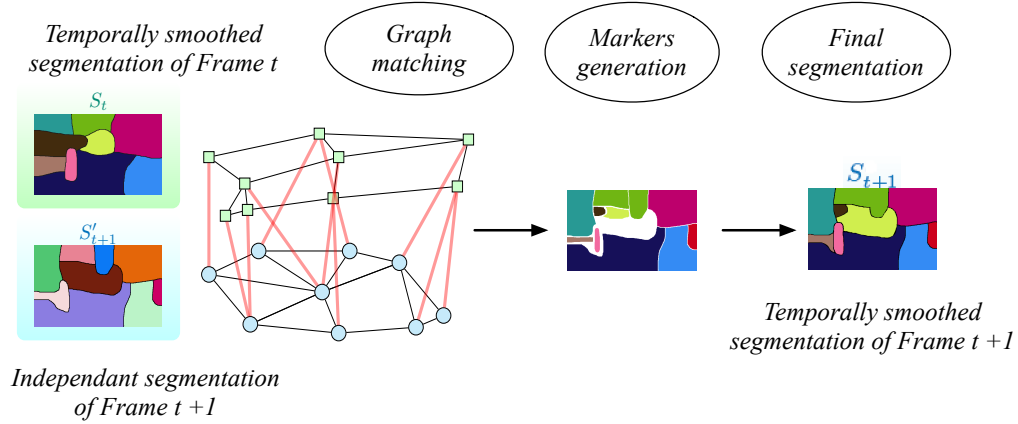 Temporally smoothed
segmentation of Frame t
Graph
matching
Markers
generation
Final
segmentation
S_t
S'_{t+1}
S_{t+1}
Independant segmentation
of Frame t +1
Temporally smoothed
segmentation of Frame t +1